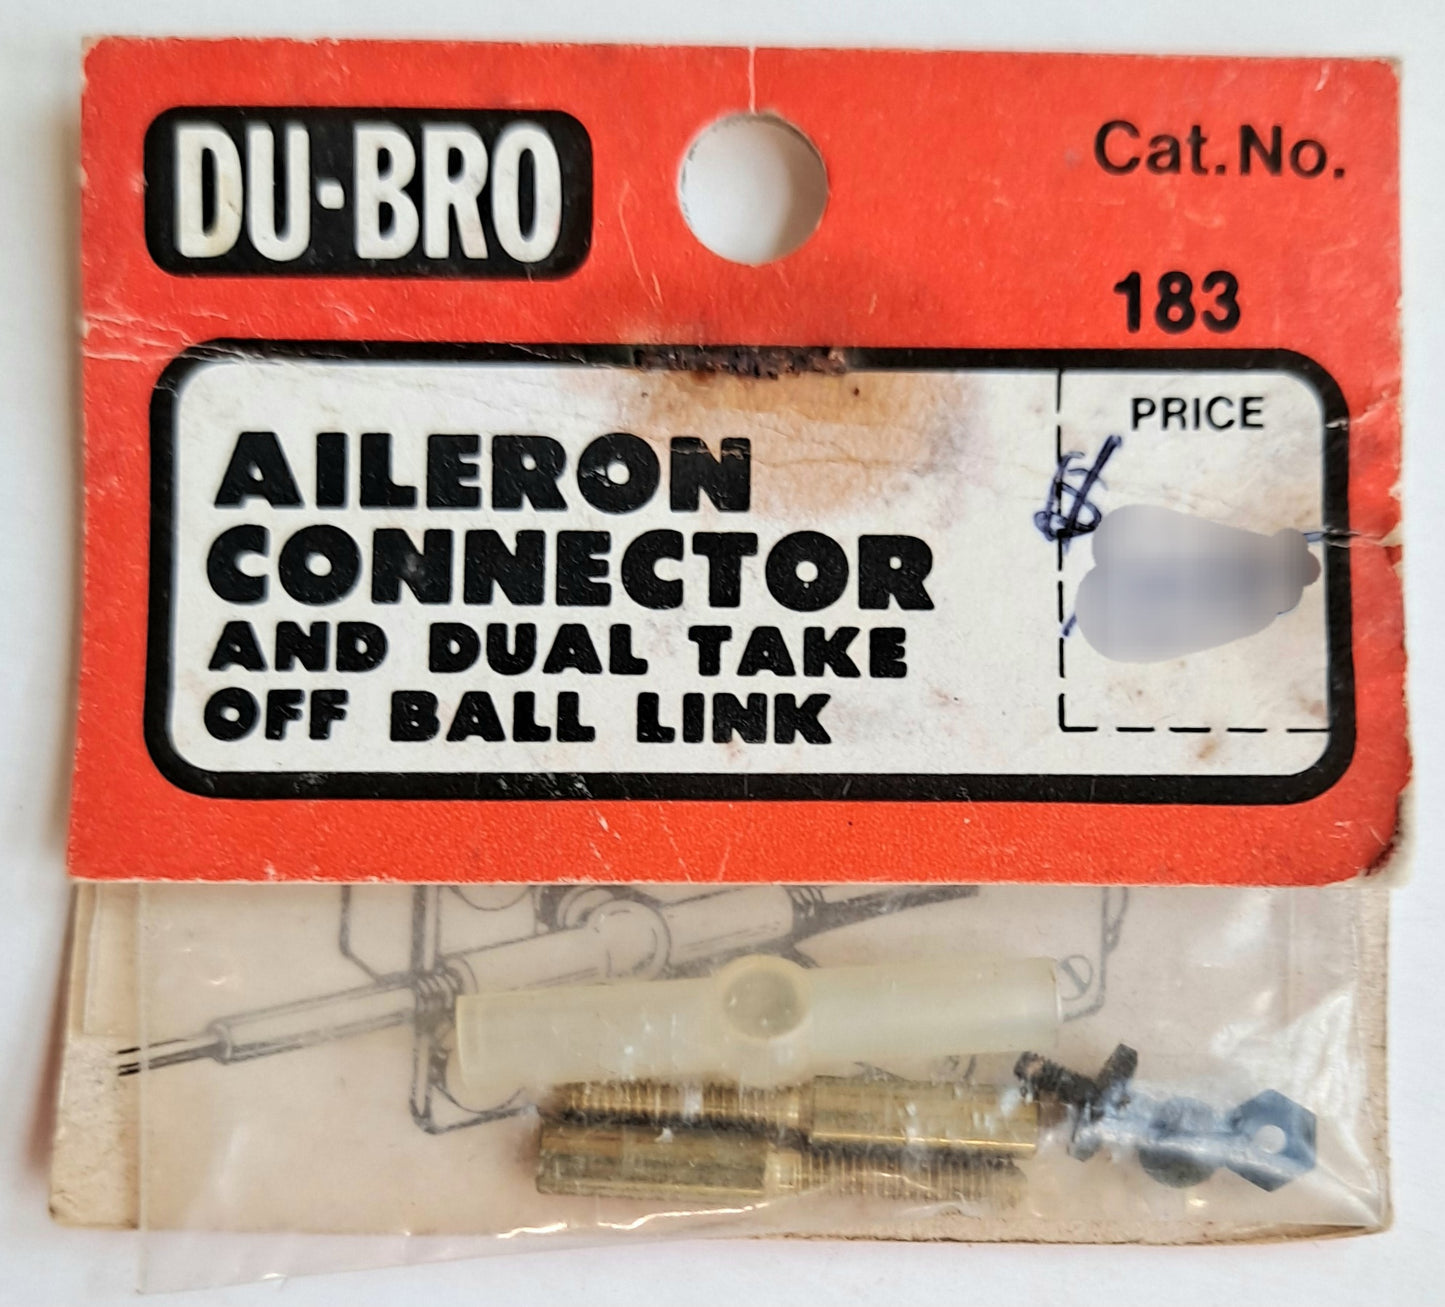 DU-BRO
Cat. No.
183
PRICE
$
AILERON
CONNECTOR
AND DUAL TAKE
OFF BALL LINK